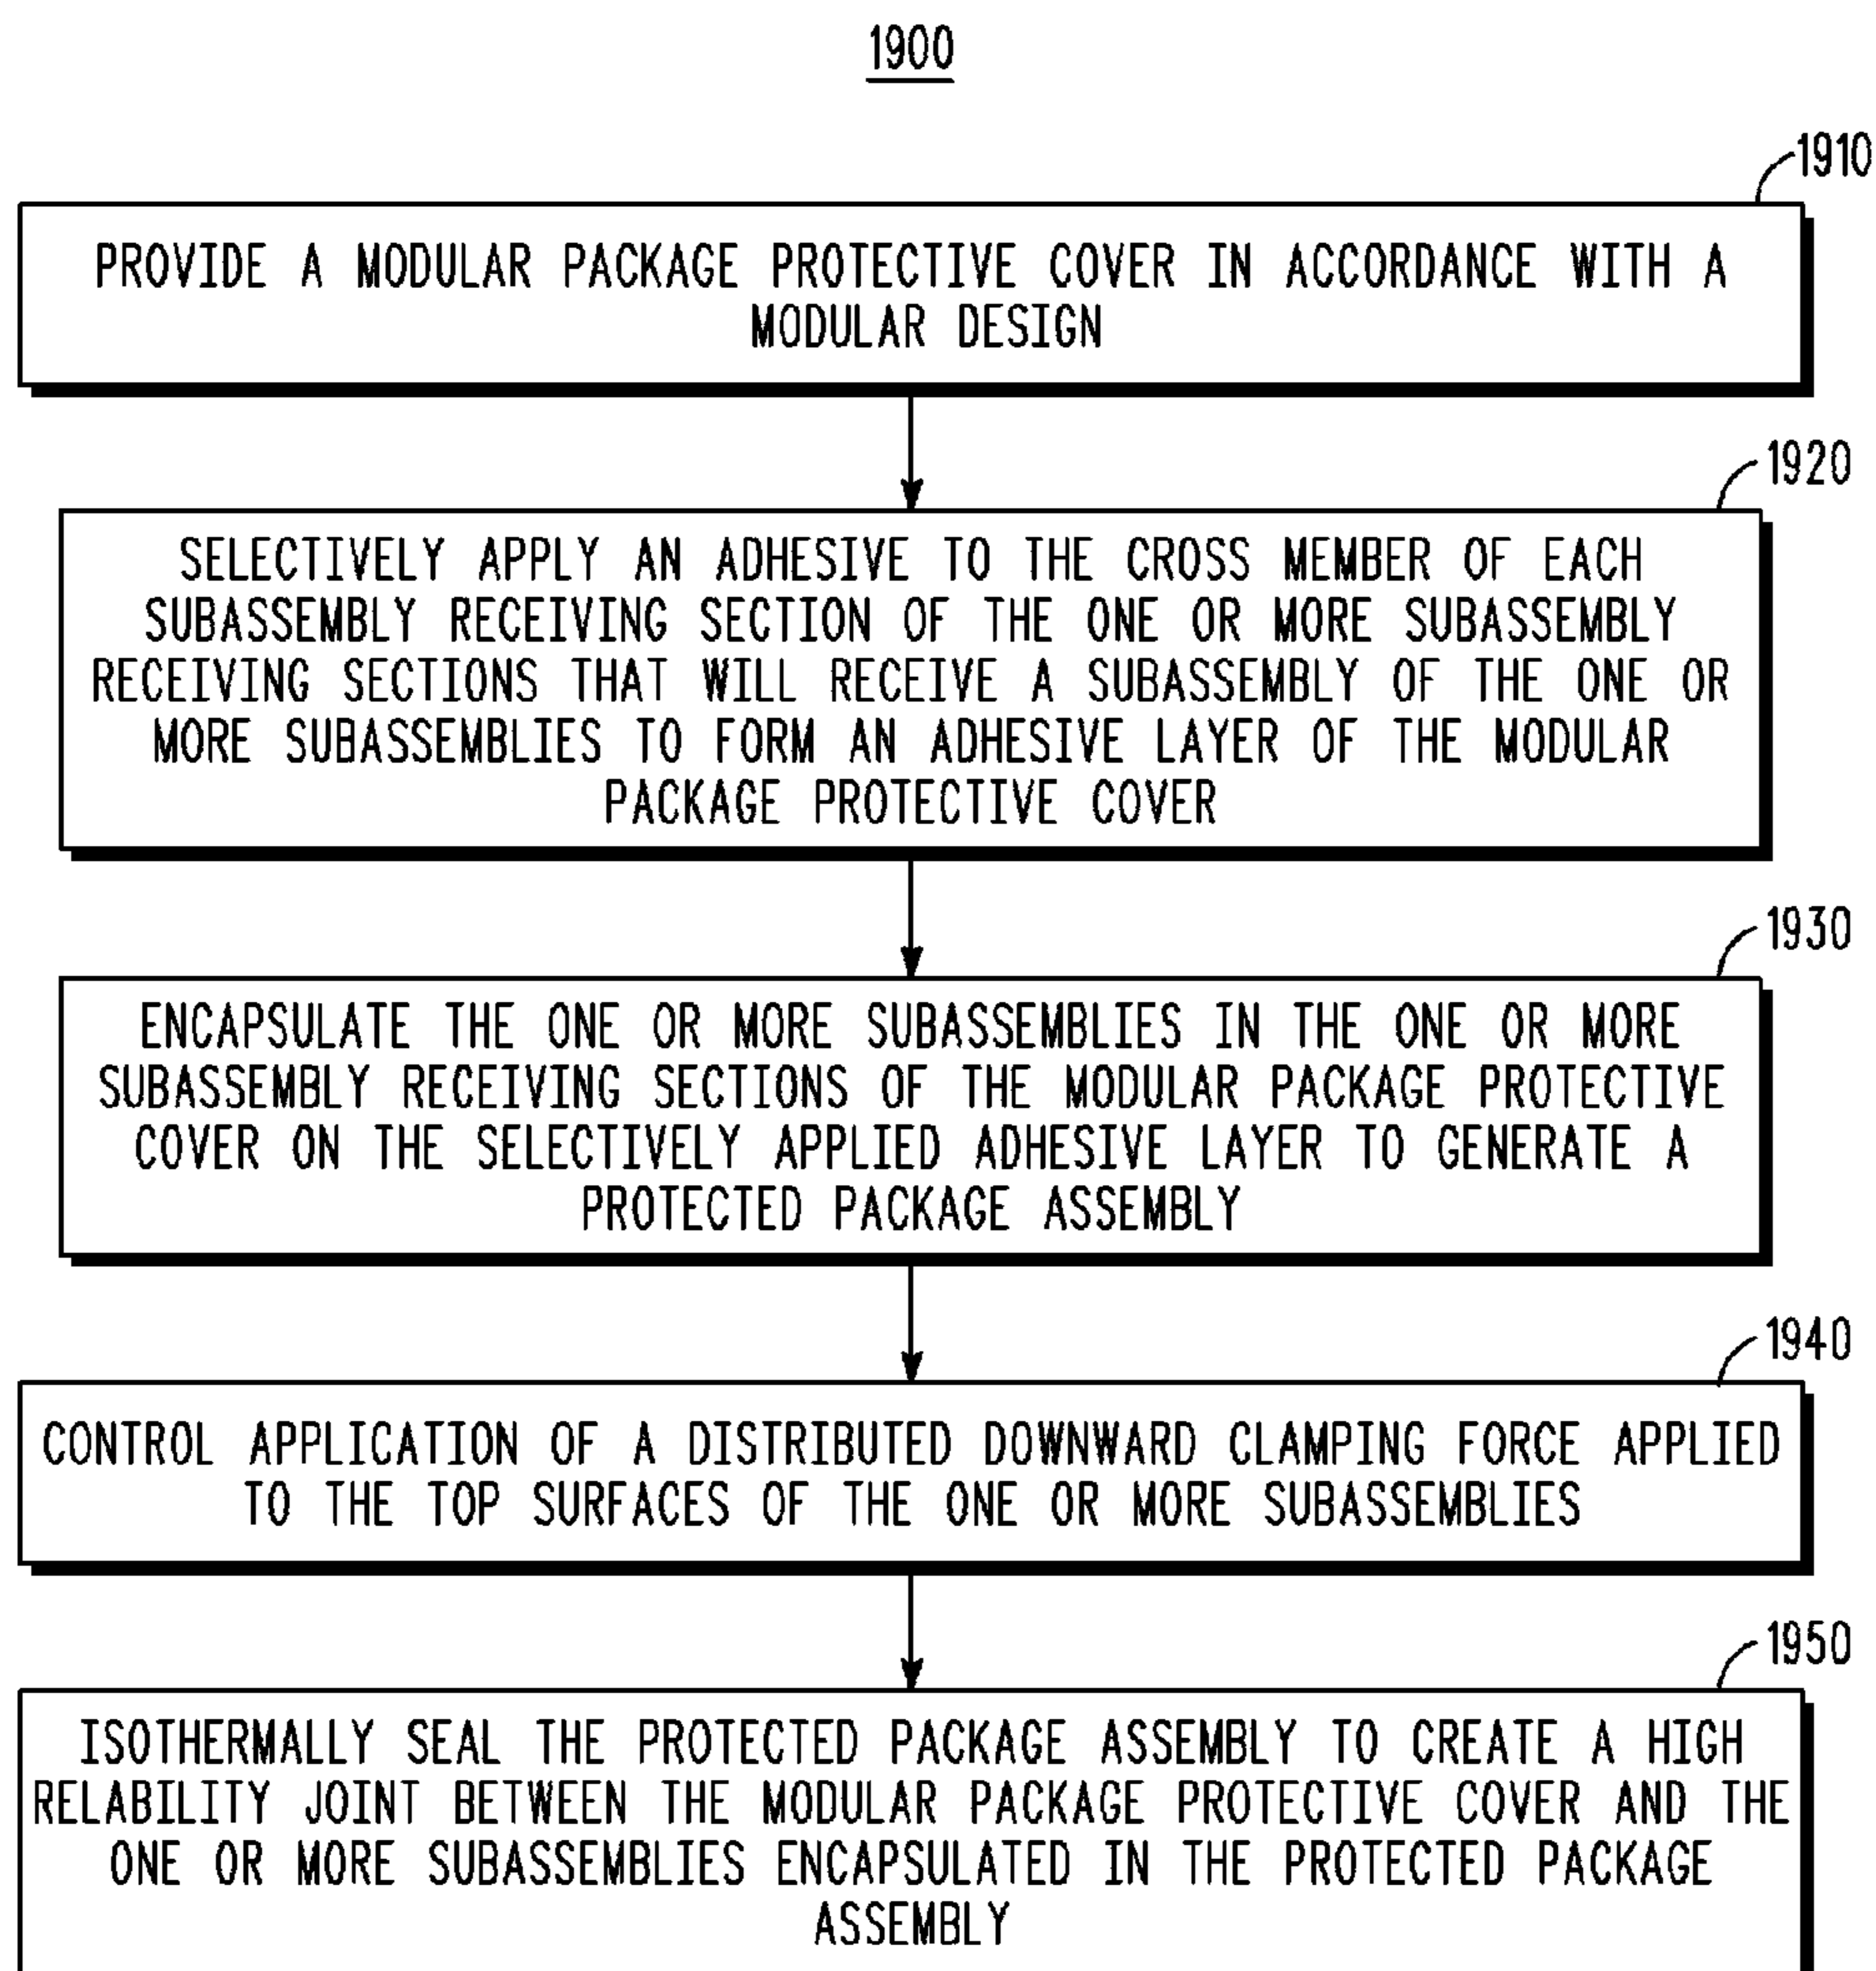 1900
1910
PROVIDE A MODULAR PACKAGE PROTECTIVE COVER IN ACCORDANCE WITH A
MODULAR DESIGN
1920
SELECTIVELY APPLY AN ADHESIVE TO THE CROSS MEMBER OF EACH
SUBASSEMBLY RECEIVING SECTION OF THE ONE OR MORE SUBASSEMBLY
RECEIVING SECTIONS THAT WILL RECEIVE A SUBASSEMBLY OF THE ONE OR
MORE SUBASSEMBLIES TO FORM AN ADHESIVE LAYER OF THE MODULAR
PACKAGE PROTECTIVE COVER
1930
ENCAPSULATE THE ONE OR MORE SUBASSEMBLIES IN THE ONE OR MORE
SUBASSEMBLY RECEIVING SECTIONS OF THE MODULAR PACKAGE PROTECTIVE
COVER ON THE SELECTIVELY APPLIED ADHESIVE LAYER TO GENERATE A
PROTECTED PACKAGE ASSEMBLY
1940
CONTROL APPLICATION OF A DISTRIBUTED DOWNWARD CLAMPING FORCE APPLIED
TO THE TOP SURFACES OF THE ONE OR MORE SUBASSEMBLIES
1950
ISOTHERMALLY SEAL THE PROTECTED PACKAGE ASSEMBLY TO CREATE A HIGH
RELABILITY JOINT BETWEEN THE MODULAR PACKAGE PROTECTIVE COVER AND THE
ONE OR MORE SUBASSEMBLIES ENCAPSULATED IN THE PROTECTED PACKAGE
ASSEMBLY